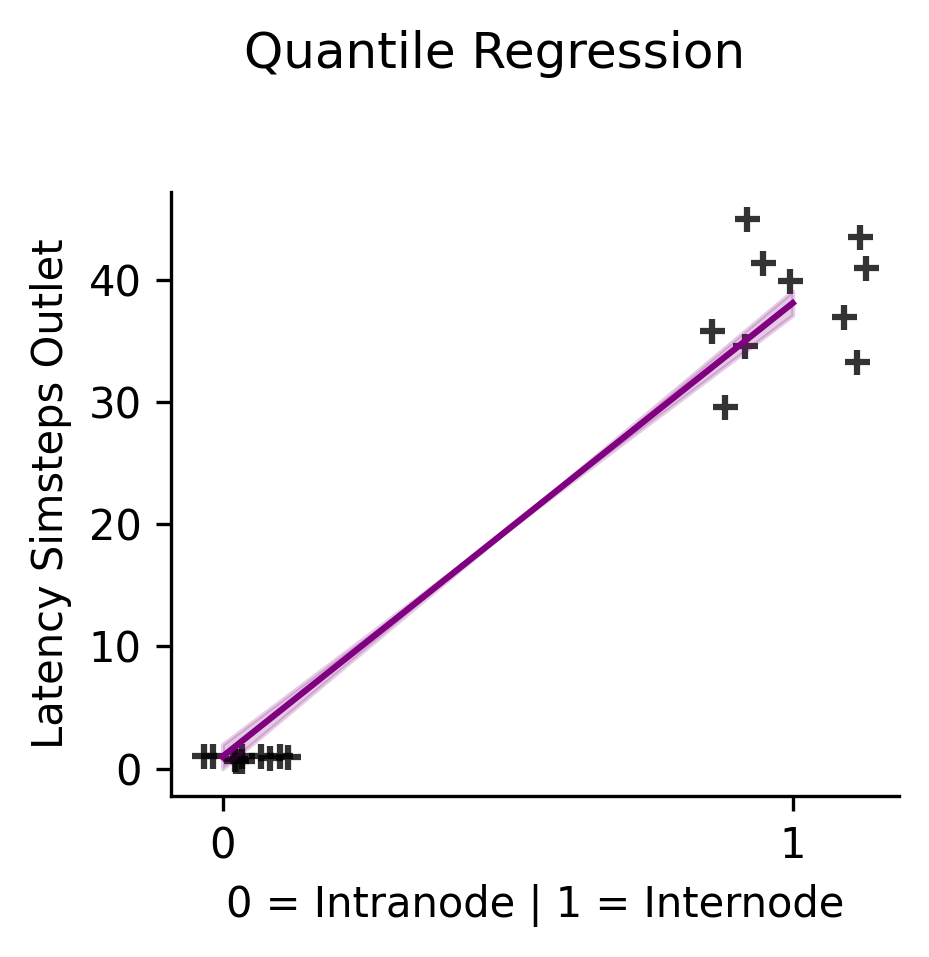 Quantile Regression
Latency Simsteps Outlet
40
30
20
10
0
0 1
0 = Intranode | 1 = Internode